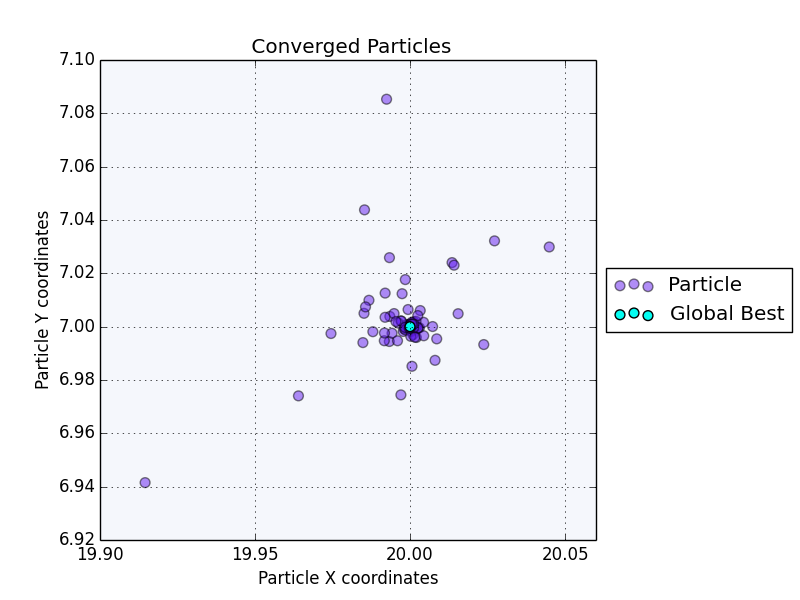 Converged Particles
7.10
7.08
7.06
7.04
7.02
7.00
6.98
6.96
6.94
6.92
Particle Y coordinates
19.90
19.95
20.00
20.05
Particle X coordinates
Particle
Global Best